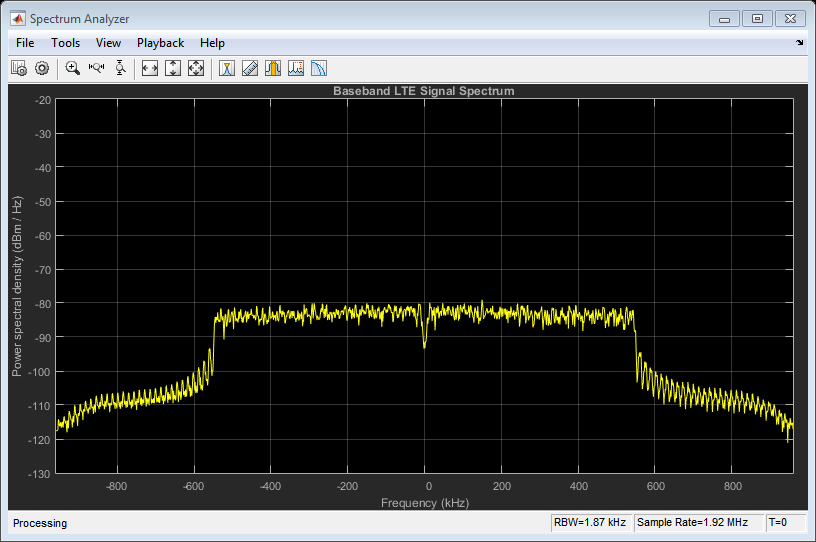 Spectrum Analyzer
File Tools View Playback Help
Baseband LTE Signal Spectrum
Power spectral density (dBm / Hz)
-20
-30
-40
-50
-60
-70
-80
-90
-100
-110
-120
-130
-800 -600 -400 -200 0 200 400 600 800
Frequency (kHz)
Processing RBW=1.87 kHz Sample Rate=1.92 MHz T=0